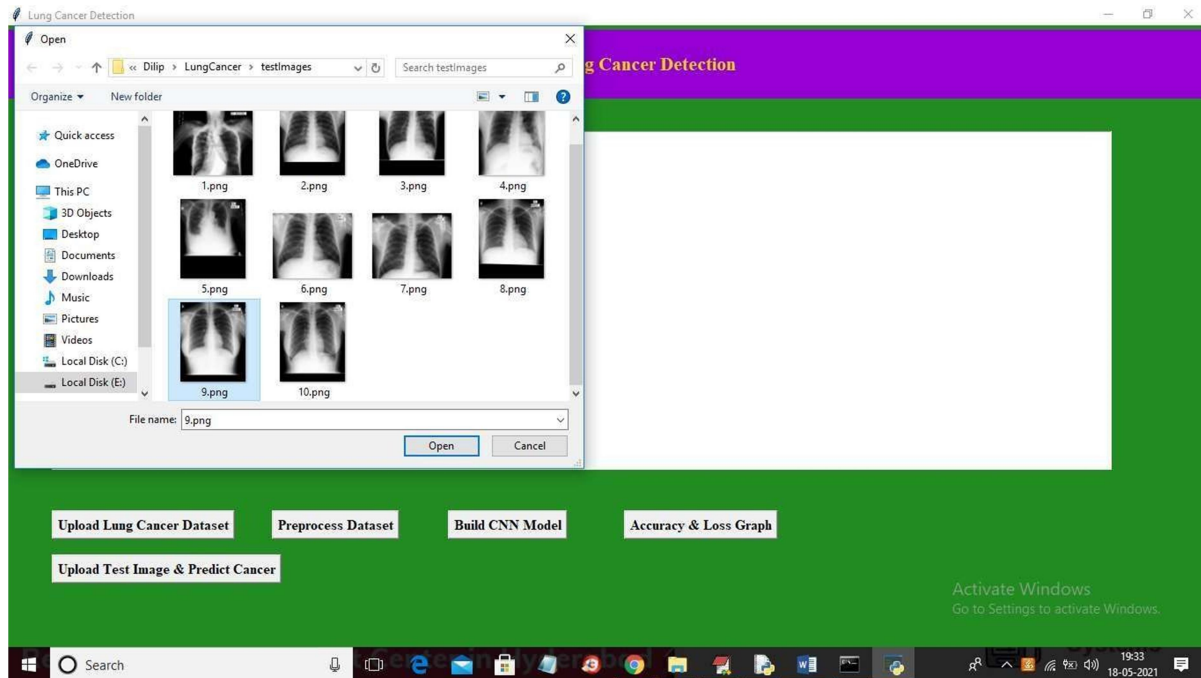 Lung Cancer Detection
Open
g Cancer Detection
« Dilip > LungCancer > testImages
Search testImages
Organize
New folder
Quick access
OneDrive
This PC
3D Objects
Desktop
Documents
Downloads
Music
Pictures
Videos
Local Disk (C:)
Local Disk (E:)
1.png
2.png
3.png
4.png
5.png
6.png
7.png
8.png
9.png
10.png
File name: 9.png
Open
Cancel
Upload Lung Cancer Dataset
Preprocess Dataset
Build CNN Model
Accuracy & Loss Graph
Upload Test Image & Predict Cancer
Activate Windows
Go to Settings to activate Windows.
Search
19:33
18-05-2021